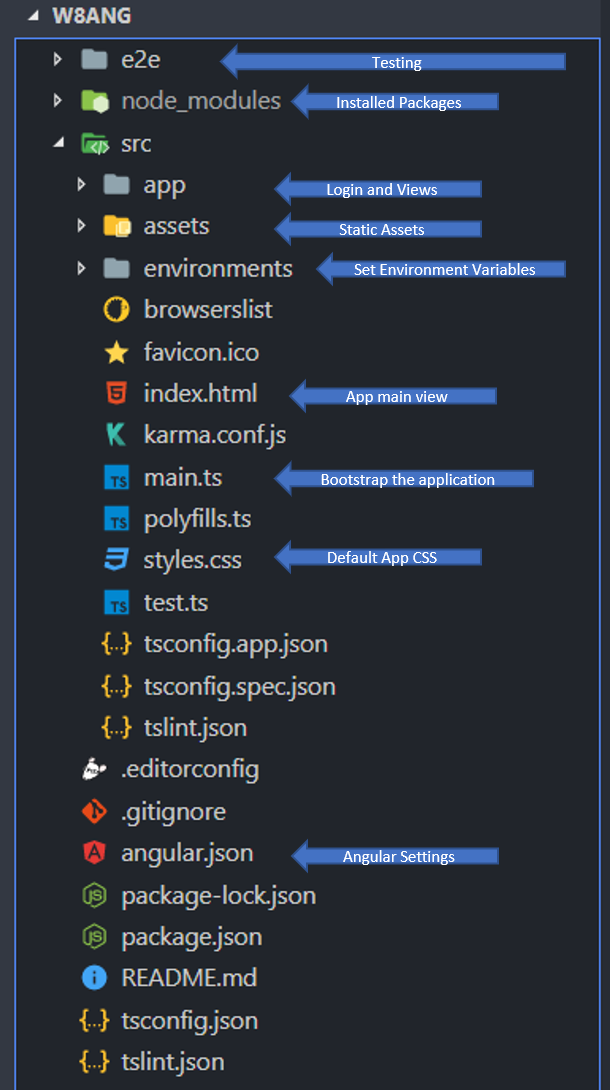 W8ANG
e2e Testing
node_modules Installed Packages
src
app Login and Views
assets Static Assets
environments Set Environment Variables
browserslist
favicon.ico
index.html App main view
karma.conf.js
TS main.ts Bootstrap the application
TS polyfills.ts
styles.css Default App CSS
TS test.ts
{..} tsconfig.app.json
{..} tsconfig.spec.json
{..} tslint.json
.editorconfig
.gitignore
angular.json Angular Settings
package-lock.json
package.json
README.md
{..} tsconfig.json
{..} tslint.json